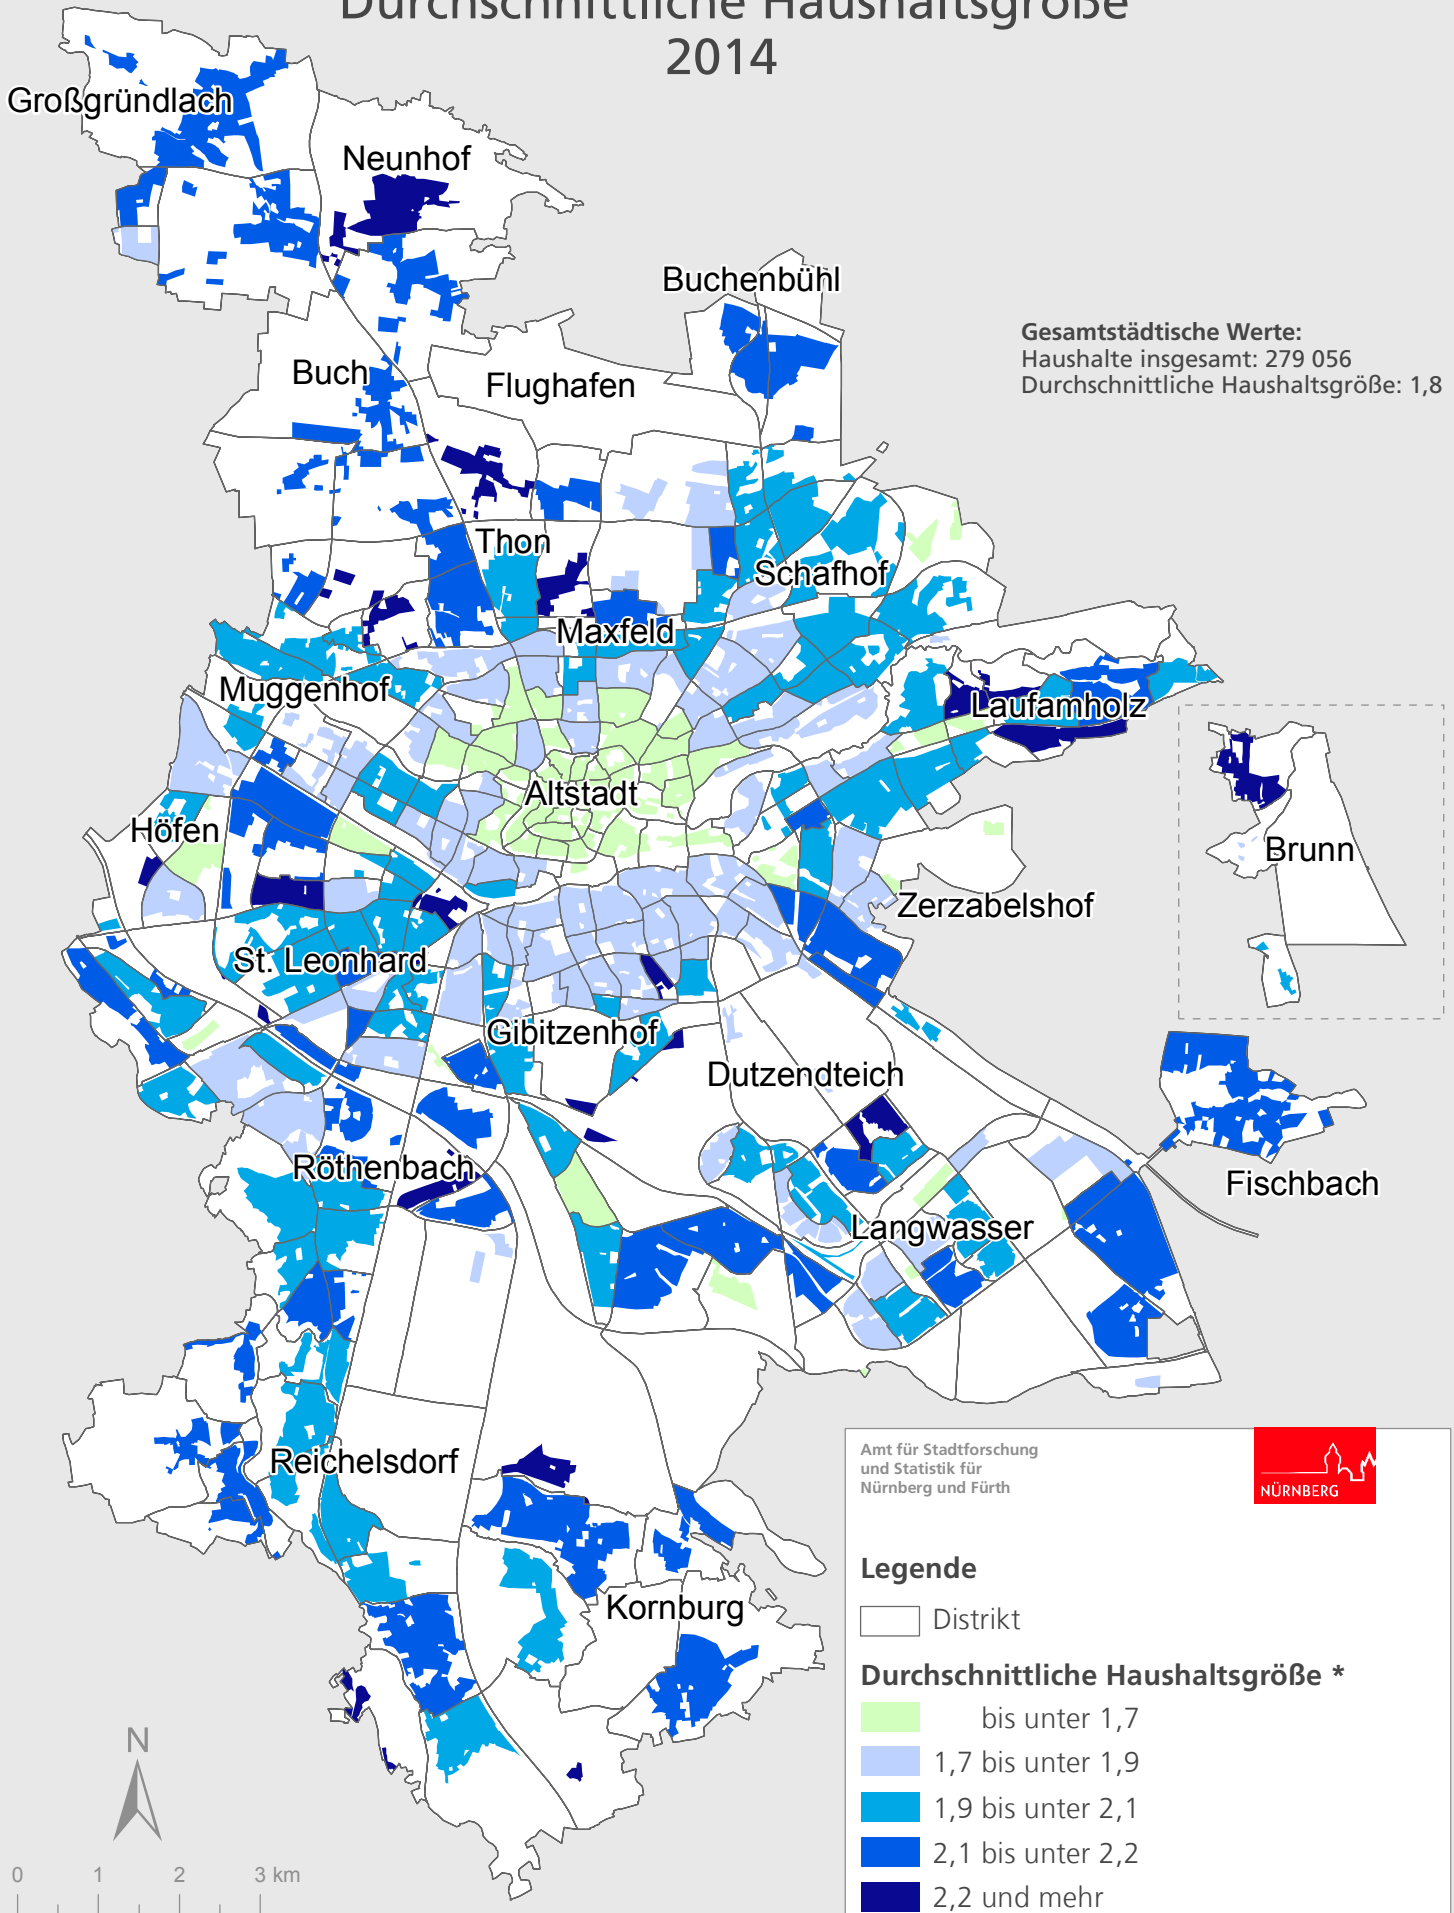 Durchschnittliche Haushaltsgröße
2014
Großgründlach
Neunhof
Buchenbühl
Gesamtstädtische Werte:
Haushalte insgesamt: 279 056
Durchschnittliche Haushaltsgröße: 1,8
Buch
Flughafen
Thon
Schafhof
Maxfeld
Muggenhof
Laufamholz
Altstadt
Höfen
Brunn
Zerzabelshof
St. Leonhard
Gibitzenhof
Dutzendteich
Röthenbach
Fischbach
Langwasser
Reichelsdorf
Kornburg
Amt für Stadtforschung
und Statistik für
Nürnberg und Fürth
NÜRNBERG
Legende
Distrikt
Durchschnittliche Haushaltsgröße *
bis unter 1,7
1,7 bis unter 1,9
1,9 bis unter 2,1
2,1 bis unter 2,2
2,2 und mehr
N
0 1 2 3 km